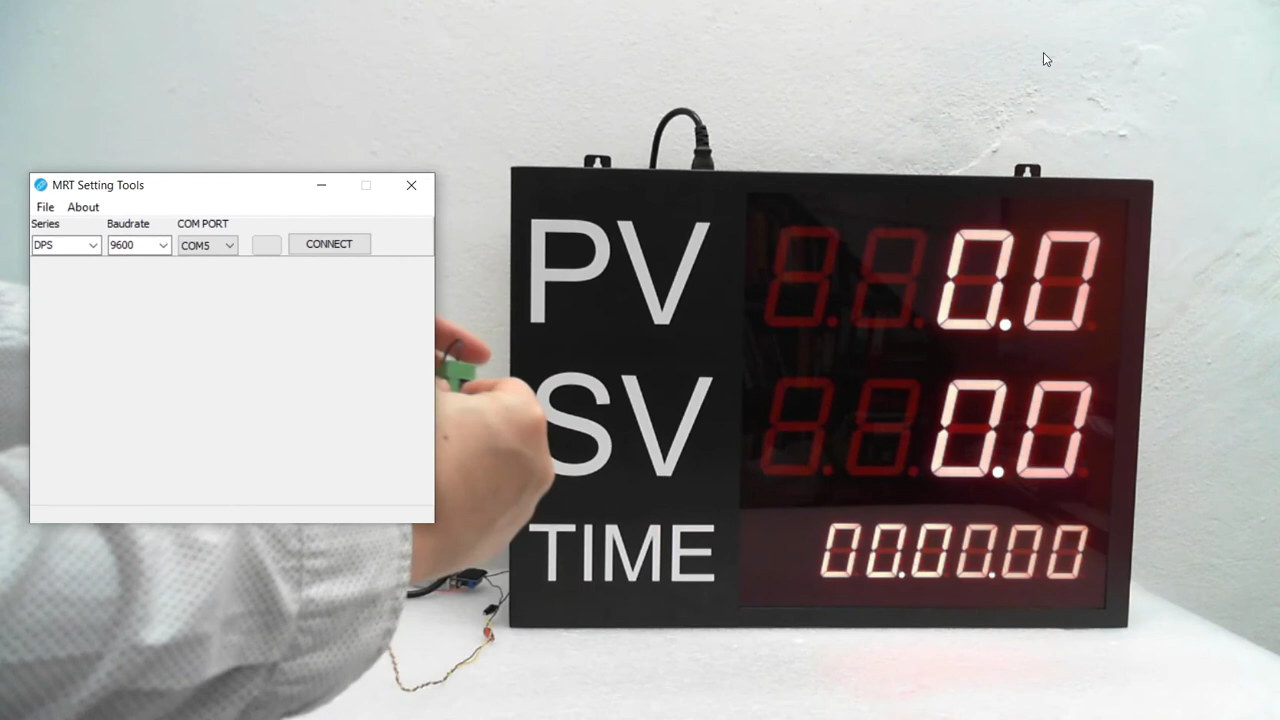 MRT Setting Tools
File About
Series Baudrate COM PORT
DPS 9600 COM5 CONNECT
PV 0.0
SV 0.0
TIME 00.00.00